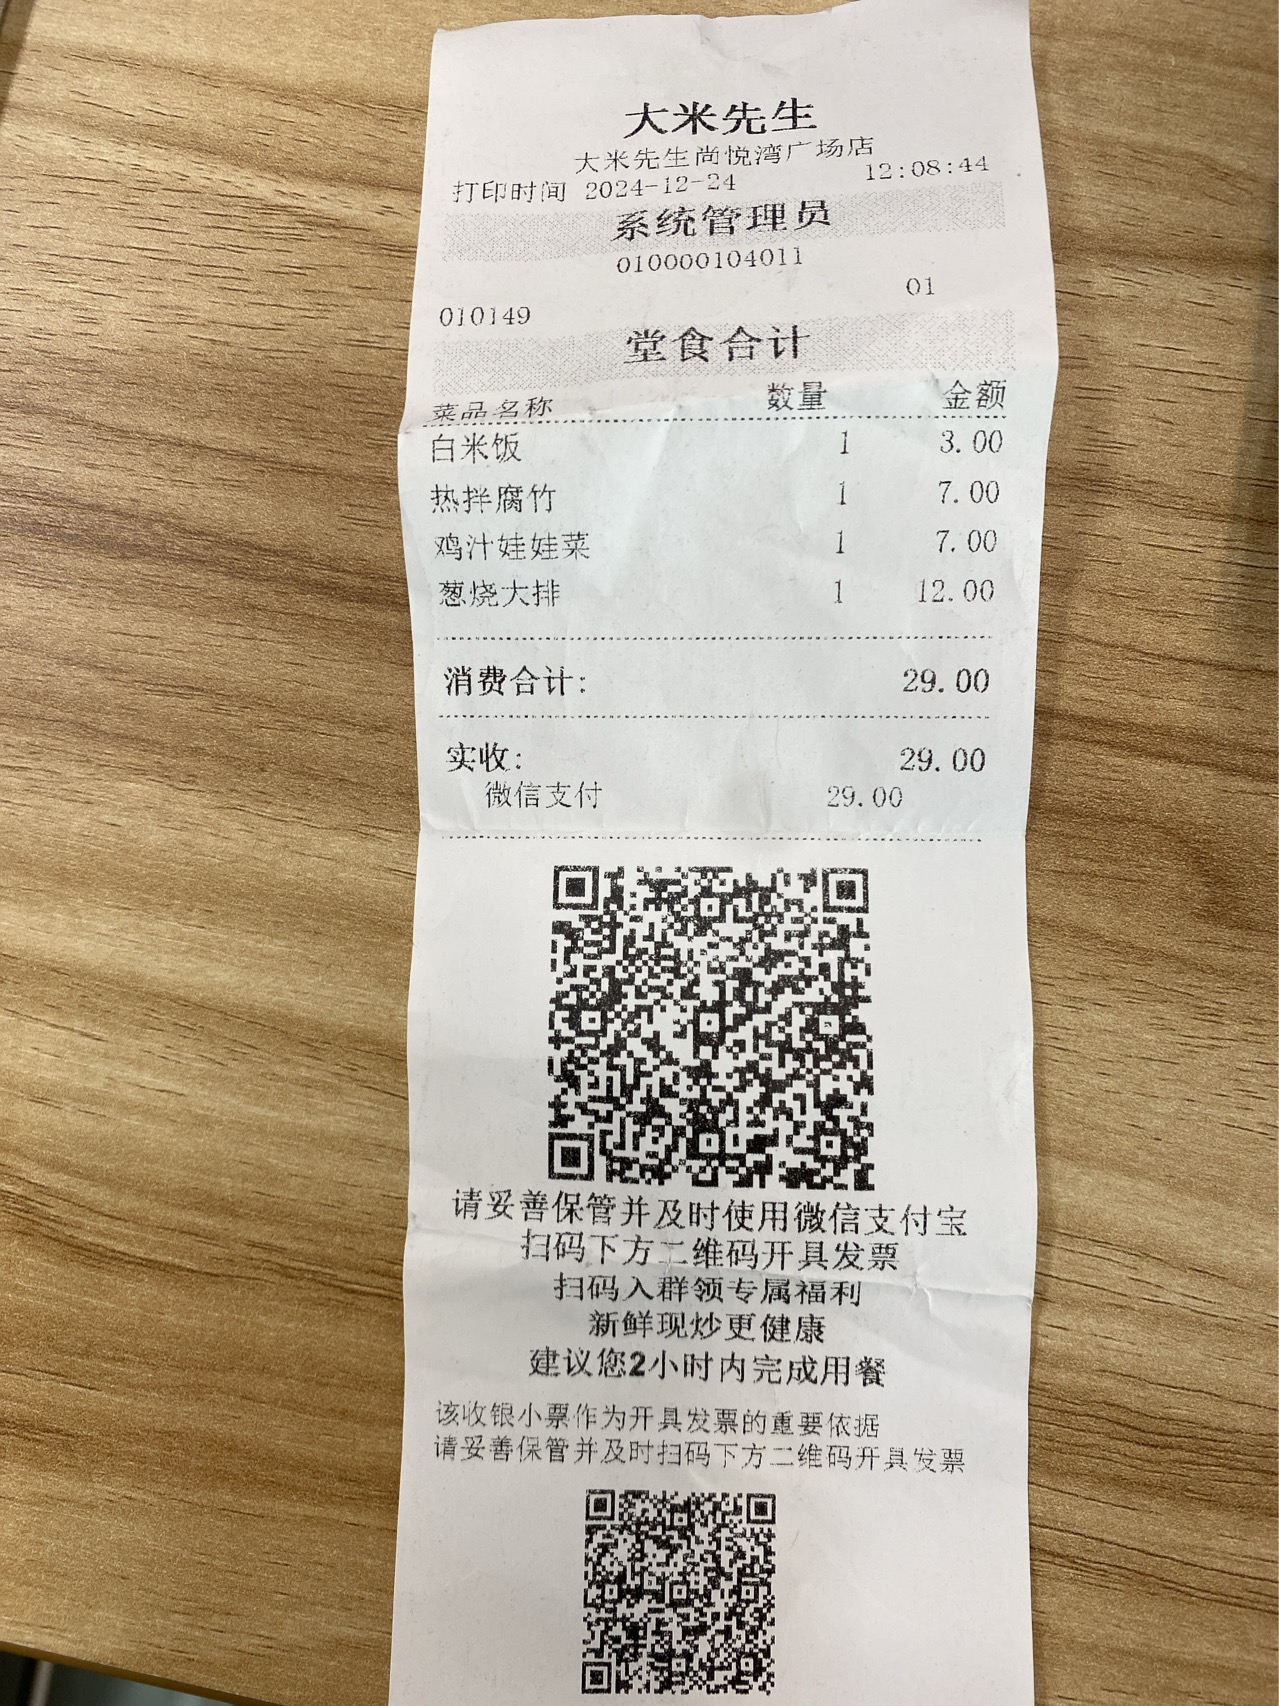 大米先生
大米先生尚悦湾广场店
打印时间 2024-12-24 12:08:44
系统管理员
010000104011
01
010149
堂食合计
菜品名称 数量 金额
白米饭 1 3.00
热拌腐竹 1 7.00
鸡汁娃娃菜 1 7.00
葱烧大排 1 12.00
消费合计: 29.00
实收: 29.00
微信支付 29.00
请妥善保管并及时使用微信支付宝
扫码下方二维码开具发票
扫码入群领专属福利
新鲜现炒更健康
建议您2小时内完成用餐
该收银小票作为开具发票的重要依据
请妥善保管并及时扫码下方二维码开具发票